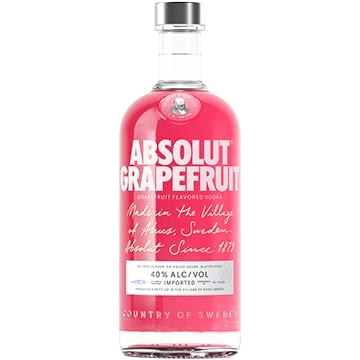 ABSOLUT
GRAPEFRUIT
GRAPEFRUIT FLAVORED VODKA
Made in the Village
of Åhus, Sweden.
Absolut Since 1879.
40% ALC/VOL
IMPORTED
COUNTRY OF SWEDEN